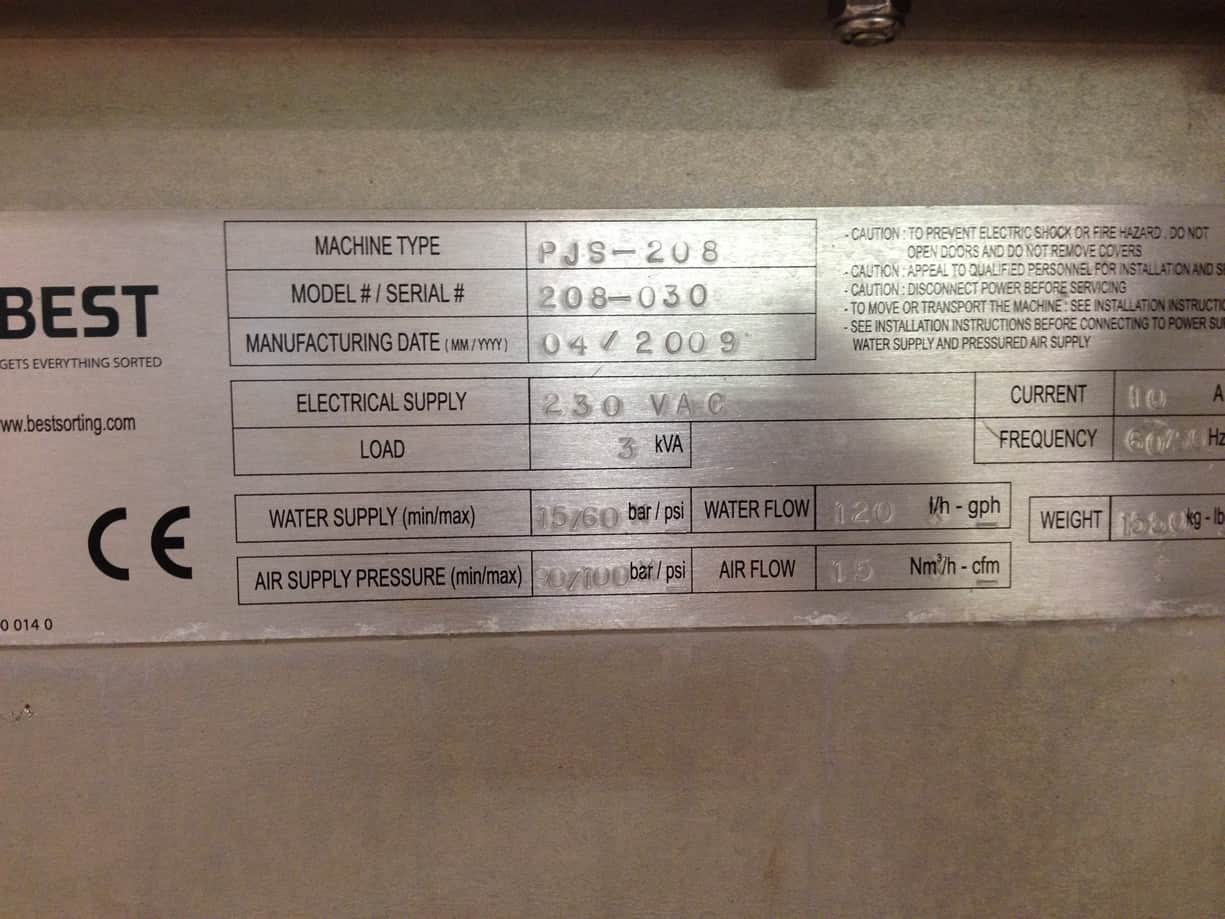 BEST
GETS EVERYTHING SORTED
ww.bestsorting.com
CE
0 014 0
MACHINE TYPE PJS-208
MODEL # / SERIAL # 208-030
MANUFACTURING DATE (MM / YYYY) 04/2009
- CAUTION : TO PREVENT ELECTRIC SHOCK OR FIRE HAZARD . DO NOT
OPEN DOORS AND DO NOT REMOVE COVERS
- CAUTION : APPEAL TO QUALIFIED PERSONNEL FOR INSTALLATION AND
- CAUTION : DISCONNECT POWER BEFORE SERVICING
- TO MOVE OR TRANSPORT THE MACHINE : SEE INSTALLATION
- SEE INSTALLATION INSTRUCTIONS BEFORE CONNECTING TO POWER
WATER SUPPLY AND PRESSURED AIR SUPPLY
ELECTRICAL SUPPLY 230 VAC CURRENT 10 A
LOAD 3 kVA FREQUENCY Hz
WATER SUPPLY (min/max) 15/60 bar / psi WATER FLOW 120 l/h - gph WEIGHT kg - lb
AIR SUPPLY PRESSURE (min/max) bar / psi AIR FLOW 15 Nm³/h - cfm